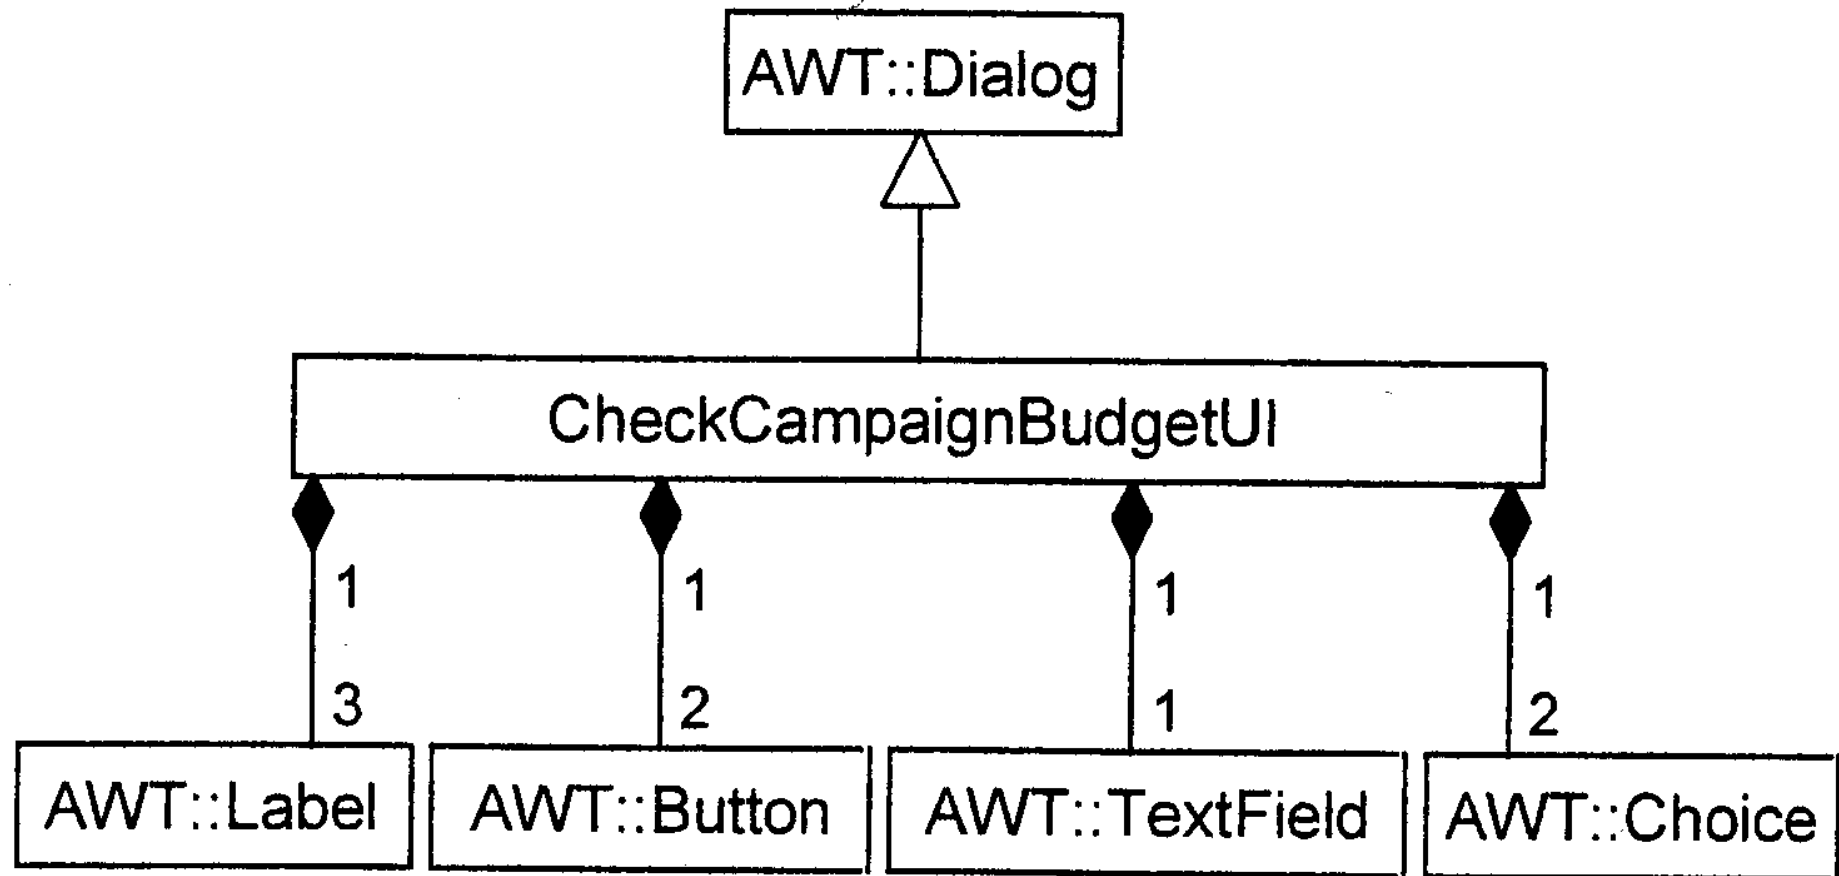 AWT::Dialog
CheckCampaignBudgetUI
1 1 1 1
3 2 1 2
AWT::Label AWT::Button AWT::TextField AWT::Choice